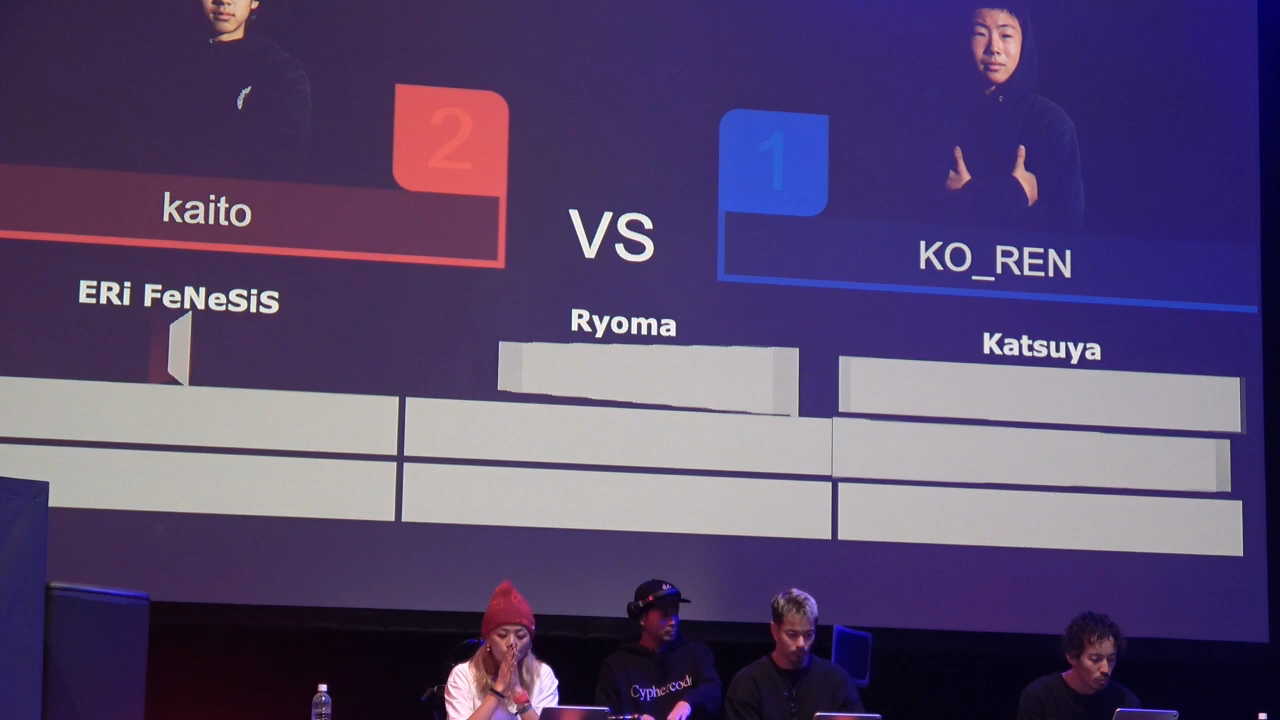 2
1
kaito
VS
KO_REN
ERi FeNeSiS
Ryoma
Katsuya
Cyphercode